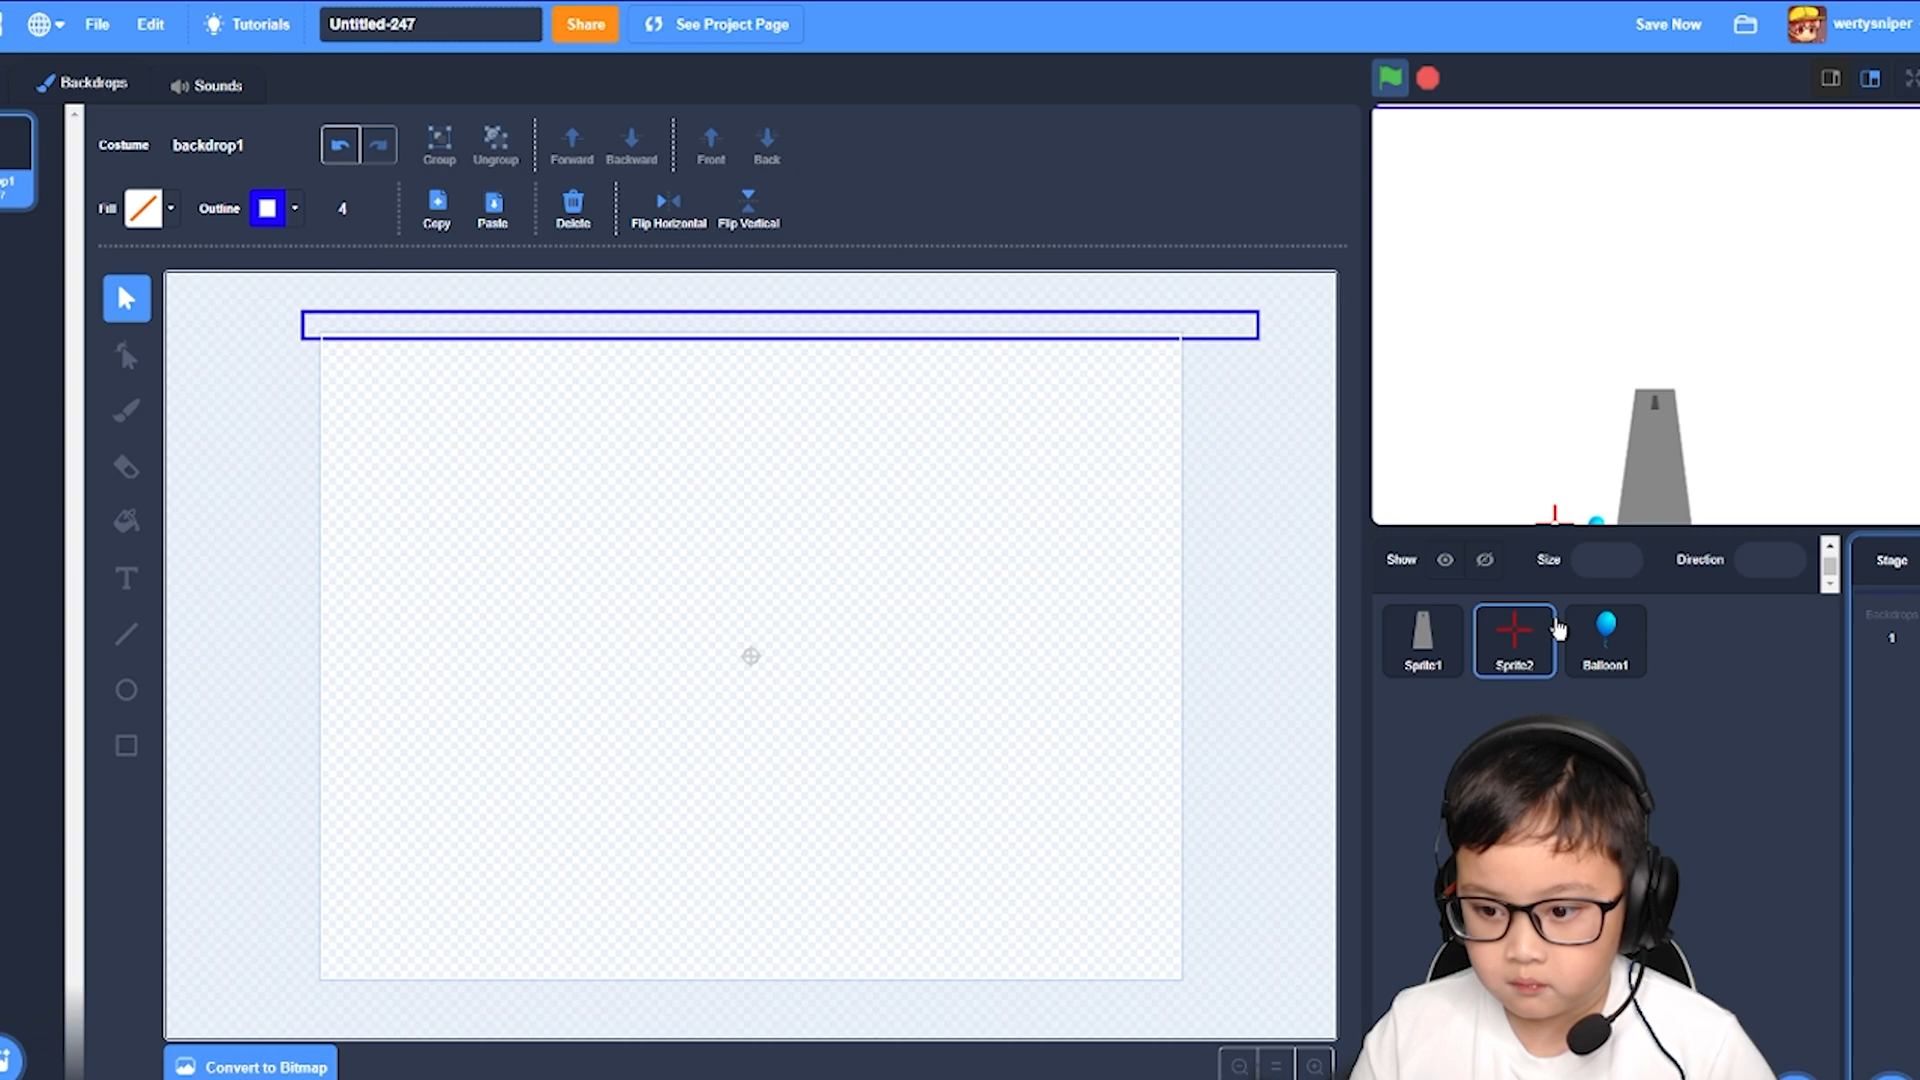 File Edit Tutorials Untitled-247 Share See Project Page Save Now wertysniper
Backdrops Sounds
Costume backdrop1 Group Ungroup Forward Backward Front Back
Fill Outline 4 Copy Paste Delete Flip Horizontal Flip Vertical
Show Size Direction Stage
Backdrops
1
Sprite1 Sprite2 Balloon1
Convert to Bitmap